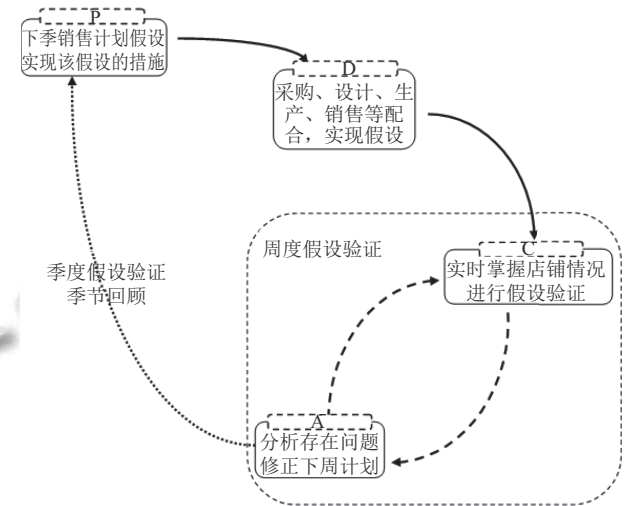 P
下季销售计划假设
实现该假设的措施
D
采购、设计、生
产、销售等配
合，实现假设
周度假设验证
C
实时掌握店铺情况
进行假设验证
季度假设验证
季节回顾
A
分析存在问题
修正下周计划